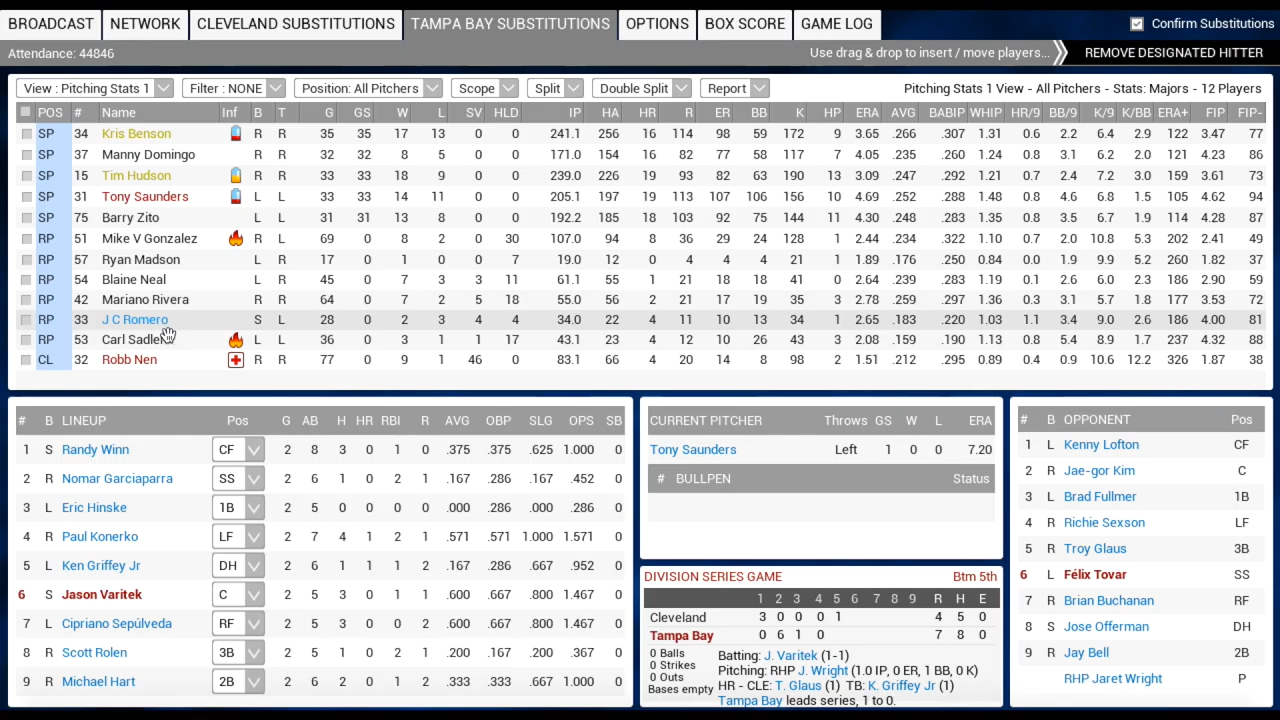 BROADCAST NETWORK CLEVELAND SUBSTITUTIONS TAMPA BAY SUBSTITUTIONS OPTIONS BOX SCORE GAME LOG Confirm Substitutions
Attendance: 44846 Use drag & drop to insert / move players... REMOVE DESIGNATED HITTER
View : Pitching Stats 1 Filter : NONE Position: All Pitchers Scope Split Double Split Report Pitching Stats 1 View - All Pitchers - Stats: Majors - 12 Players
POS # Name Inf B T G GS W L SV HLD IP HA HR R ER BB K HP ERA AVG BABIP WHIP HR/9 BB/9 K/9 K/BB ERA+ FIP FIP-
SP 34 Kris Benson R R 35 35 17 13 0 0 241.1 256 16 114 98 59 172 9 3.65 .266 .307 1.31 0.6 2.2 6.4 2.9 122 3.47 77
SP 37 Manny Domingo R R 32 32 8 5 0 0 171.0 154 16 82 77 58 117 7 4.05 .235 .260 1.24 0.8 3.1 6.2 2.0 121 4.23 86
SP 15 Tim Hudson R R 33 33 18 9 0 0 239.0 226 19 93 82 63 190 13 3.09 .247 .292 1.21 0.7 2.4 7.2 3.0 159 3.61 73
SP 31 Tony Saunders L L 33 33 14 11 0 0 205.1 197 19 113 107 106 156 10 4.69 .252 .288 1.48 0.8 4.6 6.8 1.5 105 4.62 94
SP 75 Barry Zito L L 31 31 13 8 0 0 192.2 185 18 103 92 75 144 11 4.30 .248 .283 1.35 0.8 3.5 6.7 1.9 114 4.28 87
RP 51 Mike V Gonzalez R L 69 0 8 2 0 30 107.0 94 8 36 29 24 128 1 2.44 .234 .322 1.10 0.7 2.0 10.8 5.3 202 2.41 49
RP 57 Ryan Madson L R 17 0 1 0 0 7 19.0 12 0 4 4 4 21 1 1.89 .176 .250 0.84 0.0 1.9 9.9 5.2 260 1.82 37
RP 54 Blaine Neal L R 45 0 7 3 3 11 61.1 55 1 21 18 18 41 0 2.64 .239 .283 1.19 0.1 2.6 6.0 2.3 186 2.90 59
RP 42 Mariano Rivera R R 64 0 7 2 5 18 55.0 56 2 21 17 19 35 3 2.78 .259 .297 1.36 0.3 3.1 5.7 1.8 177 3.53 72
RP 33 J C Romero S L 28 0 2 3 4 4 34.0 22 4 11 10 13 34 1 2.65 .183 .220 1.03 1.1 3.4 9.0 2.6 186 4.00 81
RP 53 Carl Sadler L L 36 0 3 1 1 17 43.1 23 4 12 10 26 43 3 2.08 .159 .190 1.13 0.8 5.4 8.9 1.7 237 4.32 88
CL 32 Robb Nen R R 77 0 9 1 46 0 83.1 66 4 20 14 8 98 2 1.51 .212 .295 0.89 0.4 0.9 10.6 12.2 326 1.87 38
# B LINEUP Pos G AB H HR RBI R AVG OBP SLG OPS SB
1 S Randy Winn CF 2 8 3 0 1 0 .375 .375 .625 1.000 0
2 R Nomar Garciaparra SS 2 6 1 0 2 1 .167 .286 .167 .452 0
3 L Eric Hinske 1B 2 5 0 0 0 0 .000 .286 .000 .286 0
4 R Paul Konerko LF 2 7 4 1 2 1 .571 .571 1.000 1.571 0
5 L Ken Griffey Jr DH 2 6 1 1 1 2 .167 .286 .667 .952 0
6 S Jason Varitek C 2 5 3 0 1 1 .600 .667 .800 1.467 0
7 L Cipriano Sepúlveda RF 2 5 3 0 0 2 .600 .667 .800 1.467 0
8 R Scott Rolen 3B 2 5 1 0 2 1 .200 .167 .200 .367 0
9 R Michael Hart 2B 2 6 2 0 1 2 .333 .333 .667 1.000 0
CURRENT PITCHER Throws GS W L ERA
Tony Saunders Left 1 0 0 7.20
# BULLPEN Status
DIVISION SERIES GAME Btm 5th
1 2 3 4 5 6 7 8 9 R H E
Cleveland 3 0 0 0 1 4 5 0
Tampa Bay 0 6 1 0 7 8 0
0 Balls
0 Strikes
0 Outs
Bases empty
Batting: J. Varitek (1-1)
Pitching: RHP J. Wright (1.0 IP, 0 ER, 1 BB, 0 K)
HR - CLE: T. Glaus (1) TB: K. Griffey Jr (1)
Tampa Bay leads series, 1 to 0.
# B OPPONENT Pos
1 L Kenny Lofton CF
2 R Jae-gor Kim C
3 L Brad Fullmer 1B
4 R Richie Sexson LF
5 R Troy Glaus 3B
6 L Félix Tovar SS
7 R Brian Buchanan RF
8 S Jose Offerman DH
9 R Jay Bell 2B
RHP Jaret Wright P